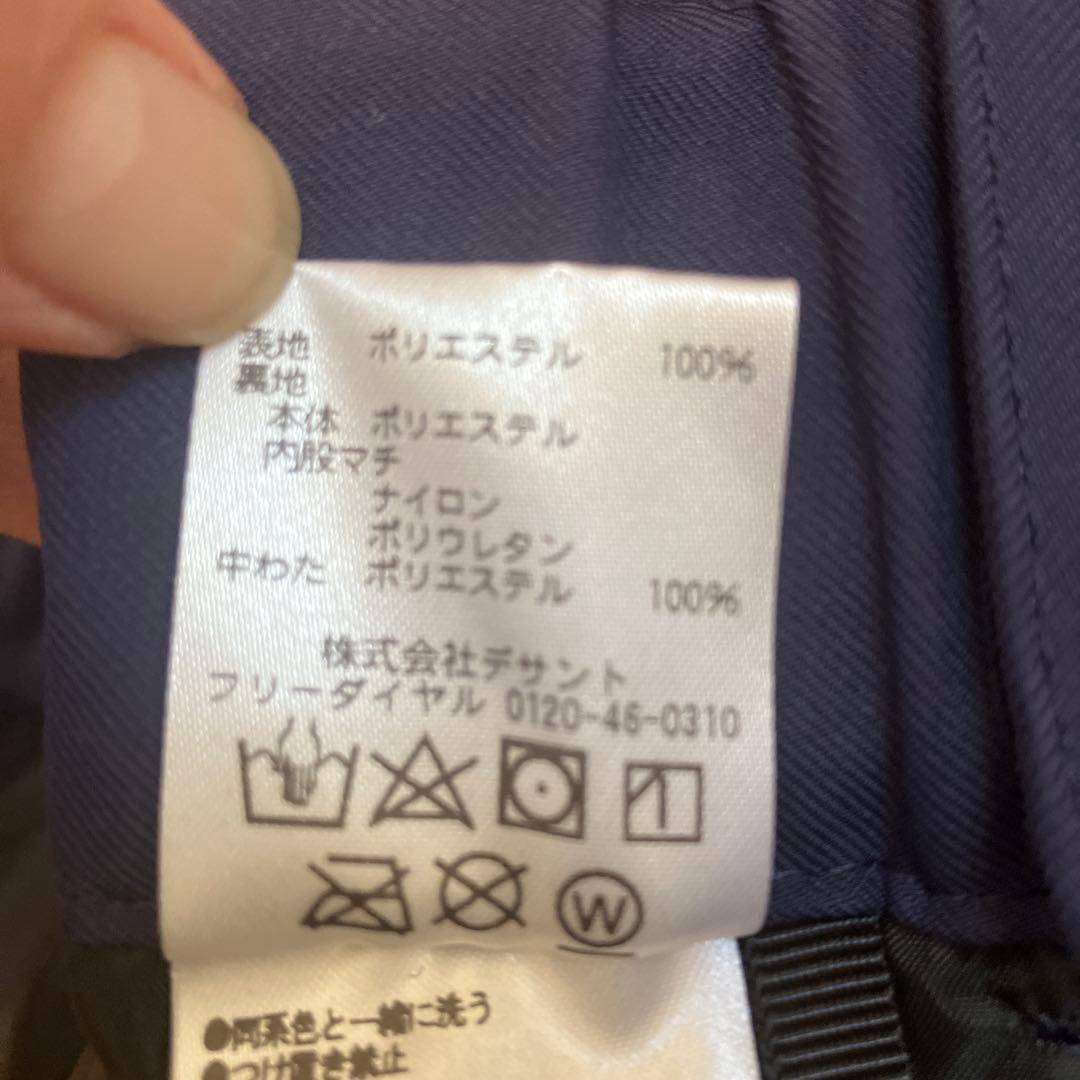 表地 ポリエステル 100%
裏地
本体 ポリエステル
内股マチ
ナイロン
ポリウレタン
中わた ポリエステル 100%
株式会社デサント
フリーダイヤル 0120-46-0310
W
●同系色と一緒に洗う
●つけ置き禁止